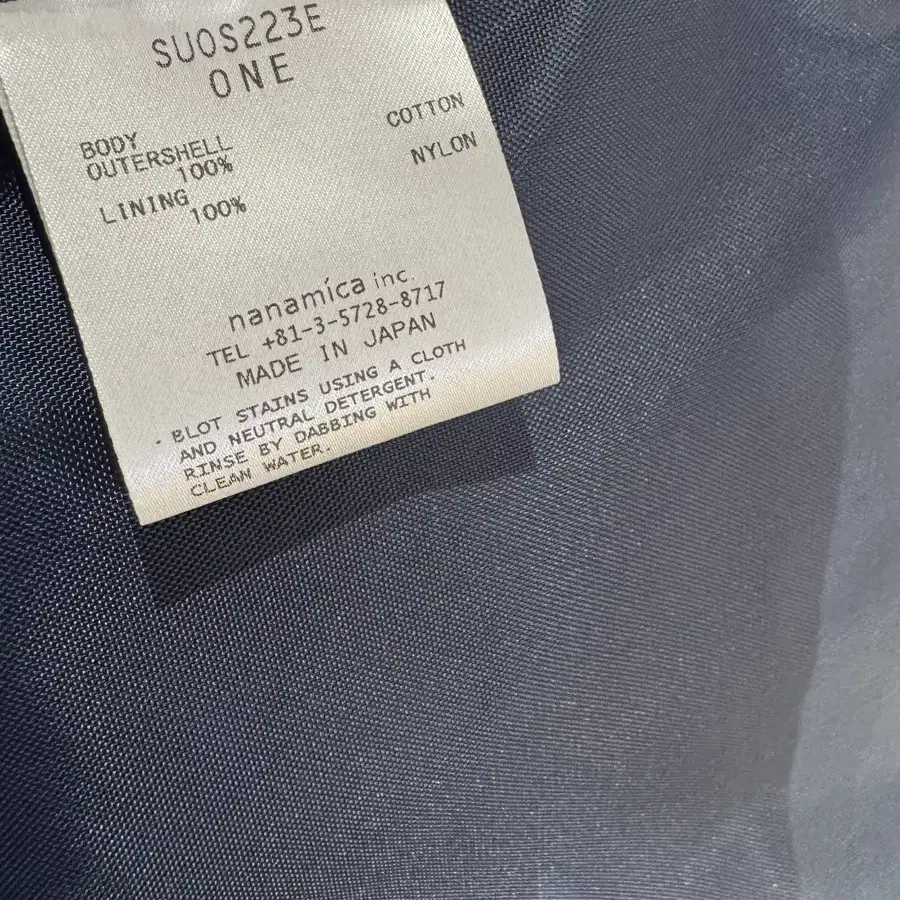 SUOS223E
ONE
BODY
OUTERSHELL
100% COTTON
LINING
100% NYLON
nanamíca inc.
TEL +81-3-5728-8717
MADE IN JAPAN
・BLOT STAINS USING A CLOTH
AND NEUTRAL DETERGENT.
RINSE BY DABBING WITH
CLEAN WATER.